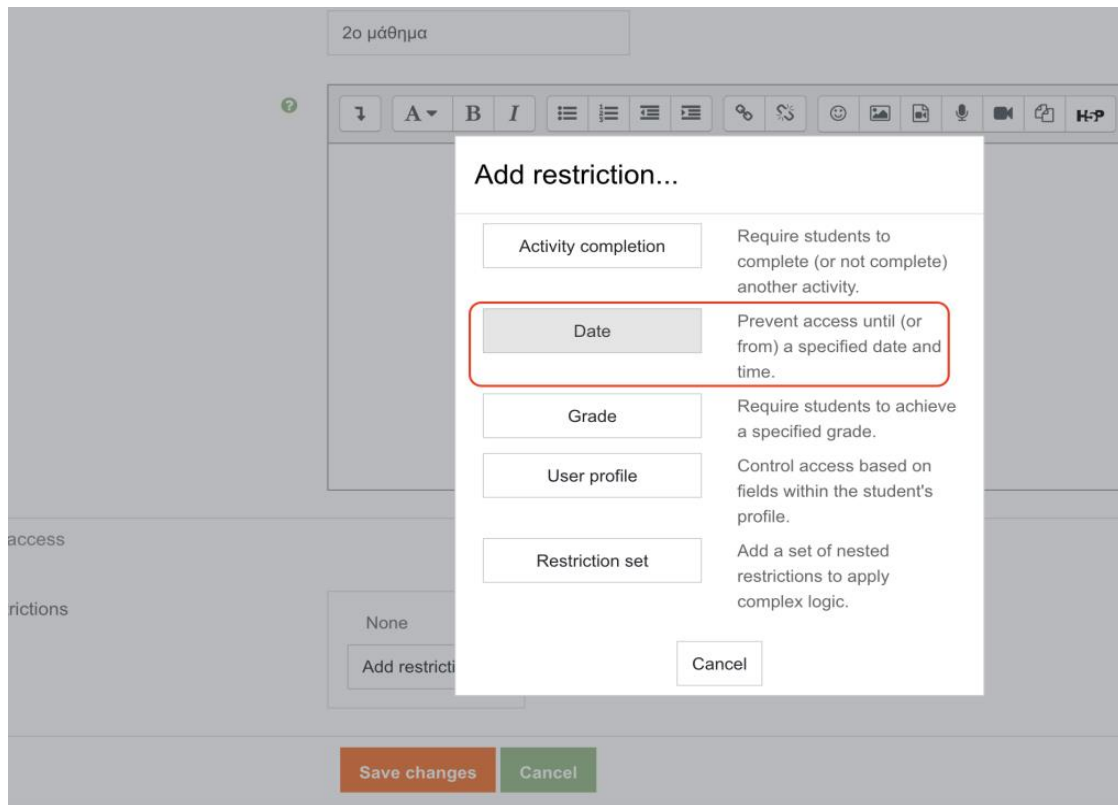 2ο μάθημα
A B I H5P
Add restriction...
Activity completion
Require students to
complete (or not complete)
another activity.
Date
Prevent access until (or
from) a specified date and
time.
Grade
Require students to achieve
a specified grade.
User profile
Control access based on
fields within the student's
profile.
access
Restriction set
Add a set of nested
restrictions to apply
complex logic.
None
Cancel
Save changes
Cancel